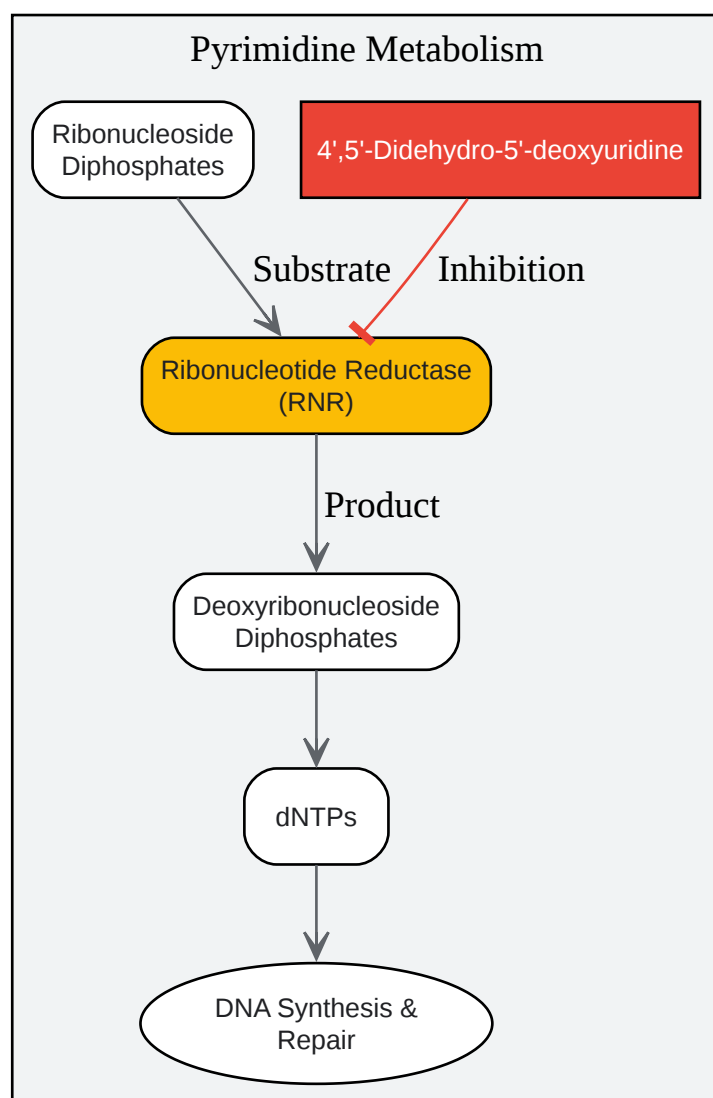 Pyrimidine Metabolism
Ribonucleoside
Diphosphates
4',5'-Didehydro-5'-deoxyuridine
Substrate
Inhibition
Ribonucleotide Reductase
(RNR)
Product
Deoxyribonucleoside
Diphosphates
dNTPs
DNA Synthesis &
Repair